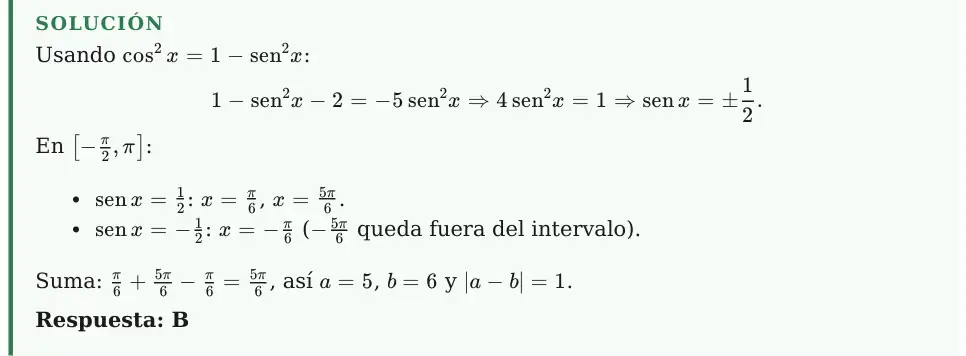 SOLUCIÓN
Usando cos² x = 1 − sen²x:
1 − sen²x − 2 = −5 sen²x ⇒ 4 sen²x = 1 ⇒ sen x = ±1/2.
En [−π/2, π]:
• sen x = 1/2: x = π/6, x = 5π/6.
• sen x = −1/2: x = −π/6 (−5π/6 queda fuera del intervalo).
Suma: π/6 + 5π/6 − π/6 = 5π/6, así a = 5, b = 6 y |a − b| = 1.
Respuesta: B